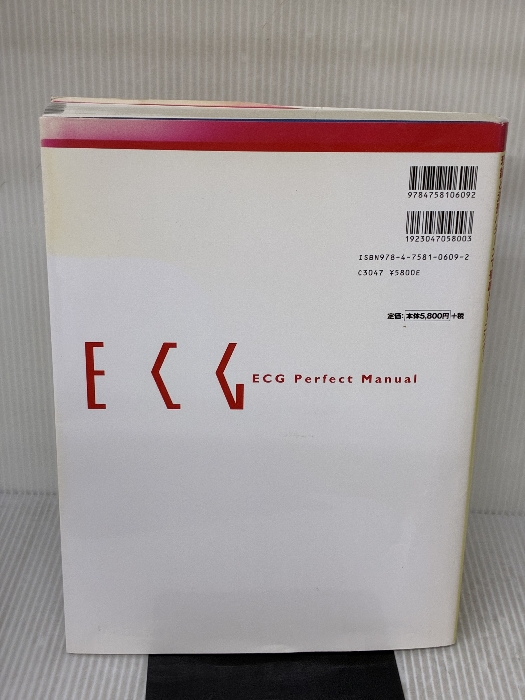 9784758106092
1923047058003
ISBN978-4-7581-0609-2
C3047 ¥5800E
定価:本体5,800円+税
ECG
ECG Perfect Manual